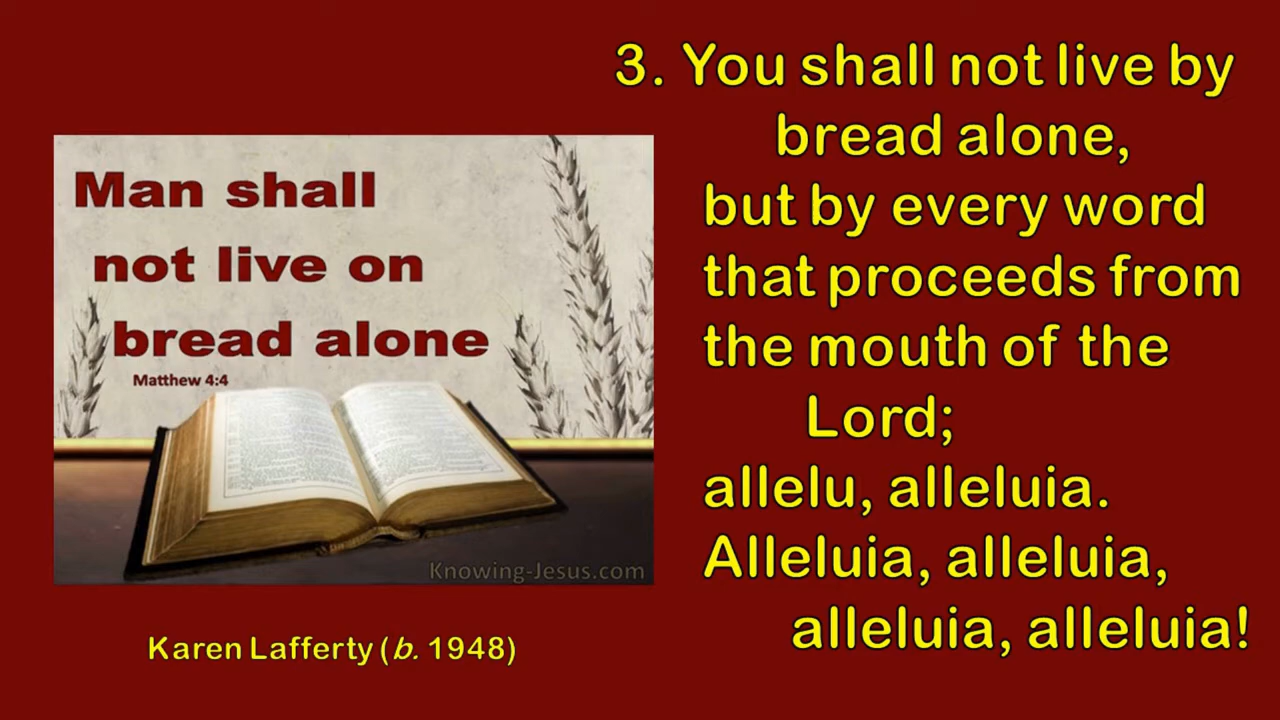 3. You shall not live by
bread alone,
but by every word
that proceeds from
the mouth of the
Lord;
allelu, alleluia.
Alleluia, alleluia,
alleluia, alleluia!
Man shall
not live on
bread alone
Matthew 4:4
Knowing-Jesus.com
Karen Lafferty (b. 1948)